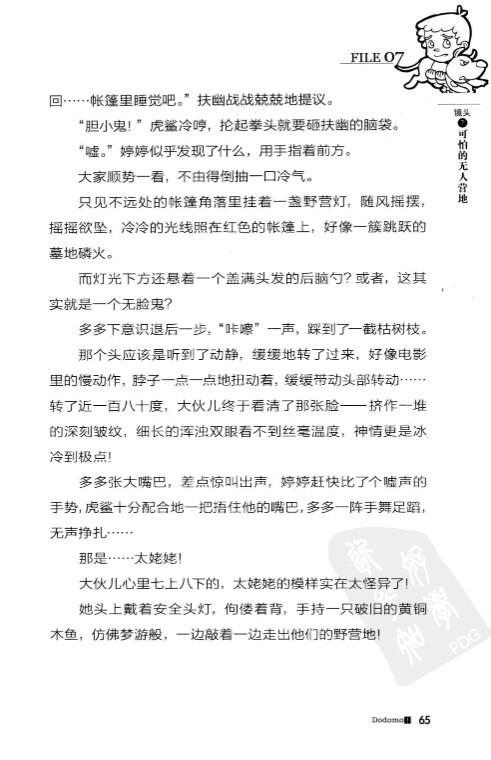 FILE 07
镜头
7
可怕的无人营地
回……帐篷里睡觉吧。”扶幽战战兢兢地提议。
“胆小鬼！”虎鲨冷哼，抡起拳头就要砸扶幽的脑袋。
“嘘。”婷婷似乎发现了什么，用手指着前方。
大家顺势一看，不由得倒抽一口冷气。
只见不远处的帐篷角落里挂着一盏野营灯，随风摇摆，
摇摇欲坠，冷冷的光线照在红色的帐篷上，好像一簇跳跃的
墓地磷火。
而灯光下方还悬着一个盖满头发的后脑勺？或者，这其
实就是一个无脸鬼？
多多下意识退后一步，“咔嚓”一声，踩到了一截枯树枝。
那个头应该是听到了动静，缓缓地转了过来，好像电影
里的慢动作，脖子一点一点地扭动着，缓缓带动头部转动……
转了近一百八十度，大伙儿终于看清了那张脸——挤作一堆
的深刻皱纹，细长的浑浊双眼看不到丝毫温度，神情更是冰
冷到极点！
多多张大嘴巴，差点惊叫出声，婷婷赶快比了个嘘声的
手势，虎鲨十分配合地一把捂住他的嘴巴，多多一阵手舞足蹈，
无声挣扎……
那是……太姥姥！
大伙儿心里七上八下的，太姥姥的模样实在太怪异了！
她头上戴着安全头灯，佝偻着背，手持一只破旧的黄铜
木鱼，仿佛梦游般，一边敲着一边走出他们的野营地！
PDG
Dodomo1 65